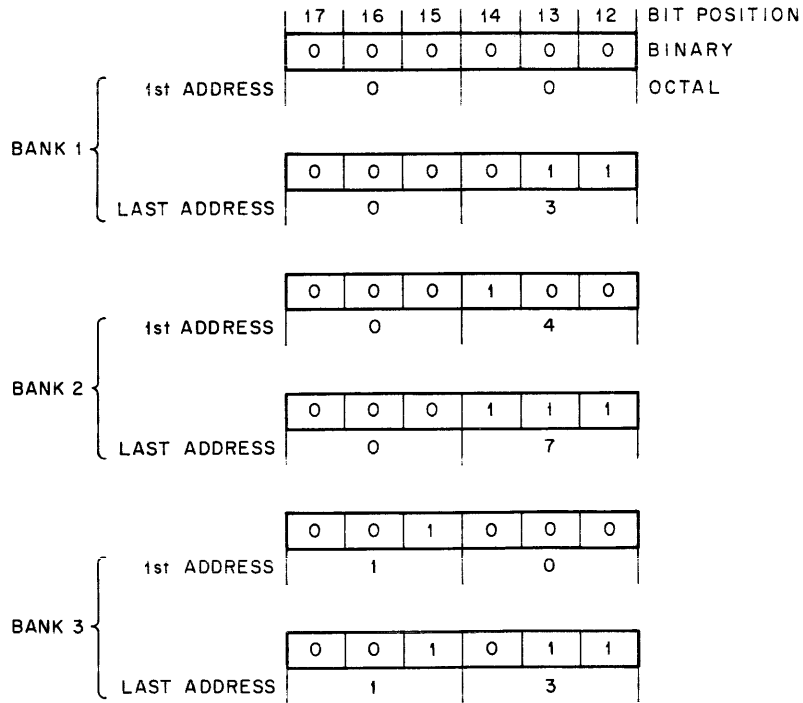 17 16 15 14 13 12 BIT POSITION
0 0 0 0 0 0 BINARY
1st ADDRESS 0 0 OCTAL
BANK 1
0 0 0 0 1 1
LAST ADDRESS 0 3
0 0 0 1 0 0
1st ADDRESS 0 4
BANK 2
0 0 0 1 1 1
LAST ADDRESS 0 7
0 0 1 0 0 0
1st ADDRESS 1 0
BANK 3
0 0 1 0 1 1
LAST ADDRESS 1 3